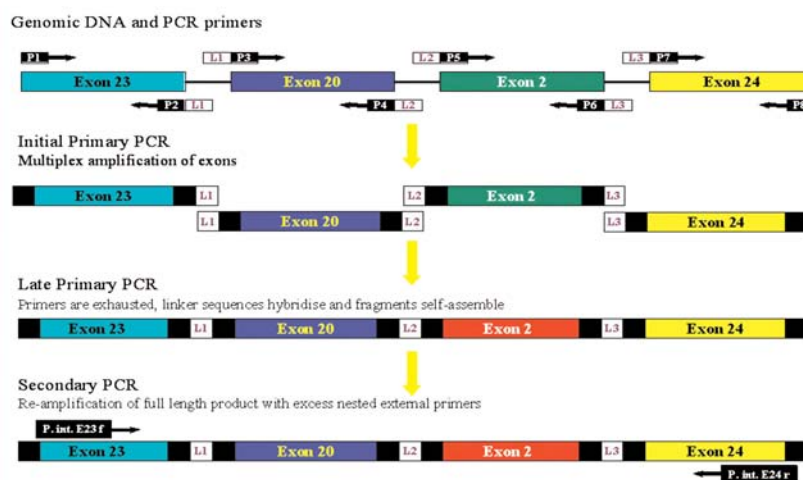 Genomic DNA and PCR primers
P1 L1 P3 L2 P5 L3 P7
Exon 23 Exon 20 Exon 2 Exon 24
P2 L1 P4 L2 P6 L3 P8
Initial Primary PCR
Multiplex amplification of exons
Exon 23 L1 L2 Exon 2 L3
L1 Exon 20 L2 L3 Exon 24
Late Primary PCR
Primers are exhausted, linker sequences hybridise and fragments self-assemble
Exon 23 L1 Exon 20 L2 Exon 2 L3 Exon 24
Secondary PCR
Re-amplification of full length product with excess nested external primers
P. int. E23 f
Exon 23 L1 Exon 20 L2 Exon 2 L3 Exon 24
P. int. E24 r